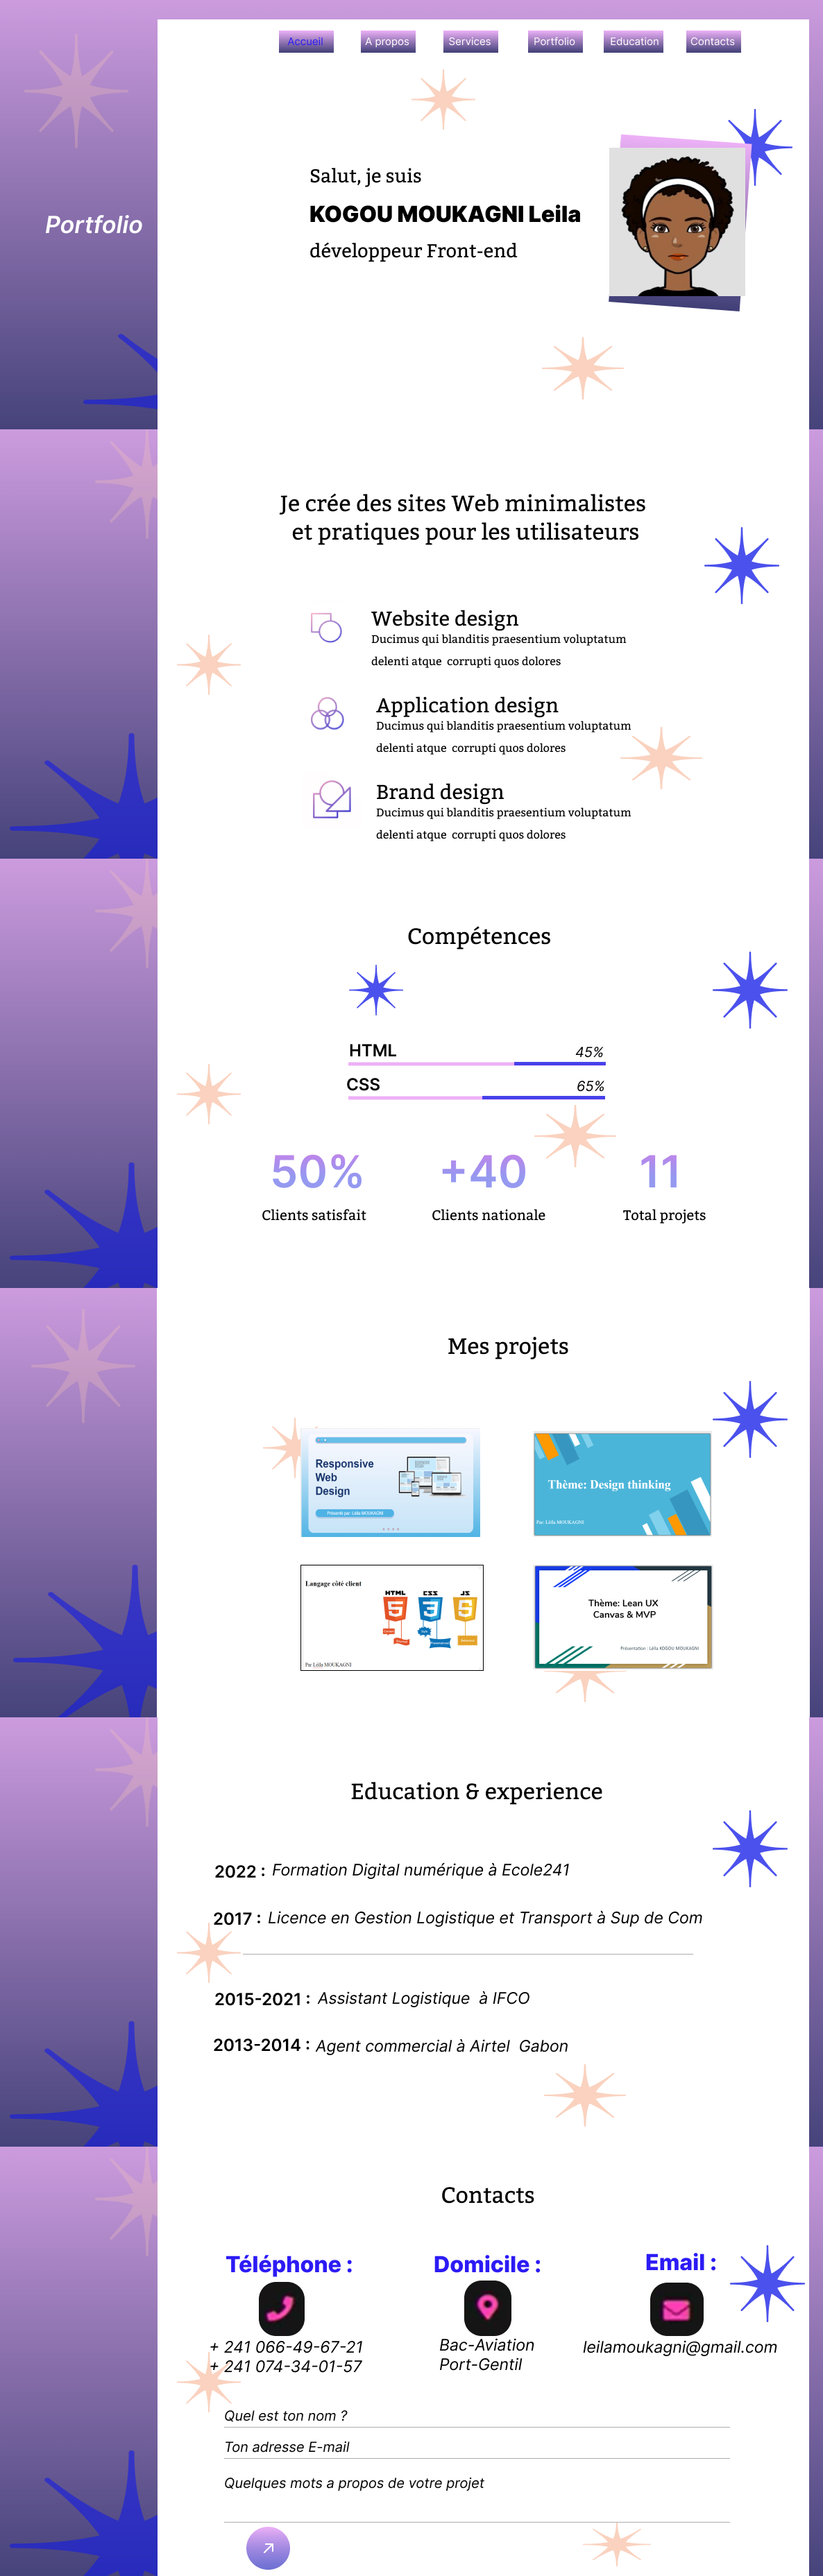 Accueil
A propos
Services
Portfolio
Education
Contacts
Portfolio
Salut, je suis
KOGOU MOUKAGNI Leila
développeur Front-end
Je crée des sites Web minimalistes
et pratiques pour les utilisateurs
Website design
Ducimus qui blanditis praesentium voluptatum
delenti atque corrupti quos dolores
Application design
Ducimus qui blanditis praesentium voluptatum
delenti atque corrupti quos dolores
Brand design
Ducimus qui blanditis praesentium voluptatum
delenti atque corrupti quos dolores
Compétences
HTML 45%
CSS 65%
50%
Clients satisfait
+40
Clients nationale
11
Total projets
Mes projets
Responsive
Web
Design
Présenté par: Leïla MOUKAGNI
Thème: Design thinking
Par: Leïla MOUKAGNI
Langage côté client
HTML
CSS
JS
Par Leïla MOUKAGNI
Thème: Lean UX
Canvas & MVP
Présentation : Leïla KOGOU MOUKAGNI
Education & experience
2022 : Formation Digital numérique à Ecole241
2017 : Licence en Gestion Logistique et Transport à Sup de Com
2015-2021 : Assistant Logistique à IFCO
2013-2014 : Agent commercial à Airtel Gabon
Contacts
Téléphone :
+ 241 066-49-67-21
+ 241 074-34-01-57
Domicile :
Bac-Aviation
Port-Gentil
Email :
leilamoukagni@gmail.com
Quel est ton nom ?
Ton adresse E-mail
Quelques mots a propos de votre projet